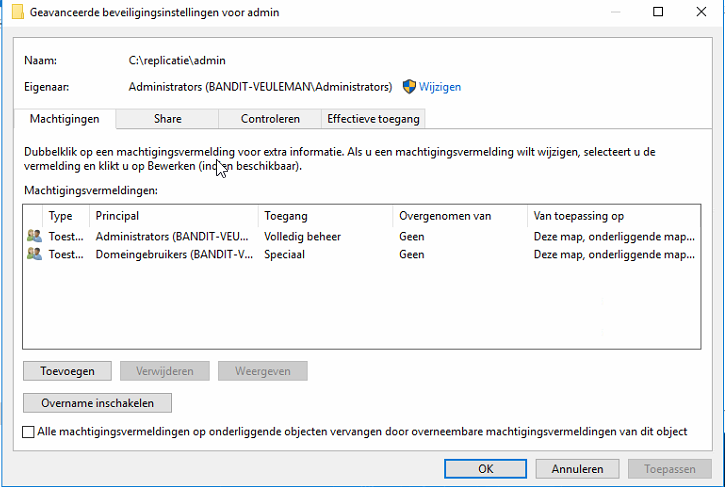 Geavanceerde beveiligingsinstellingen voor admin
Naam: C:\replicatie\admin
Eigenaar: Administrators (BANDIT-VEULEMAN\Administrators) Wijzigen
Machtigingen Share Controleren Effectieve toegang
Dubbelklik op een machtigingsvermelding voor extra informatie. Als u een machtigingsvermelding wilt wijzigen, selecteert u de
vermelding en klikt u op Bewerken (indien beschikbaar).
Machtigingsvermeldingen:
Type Principal Toegang Overgenomen van Van toepassing op
Toest... Administrators (BANDIT-VEU... Volledig beheer Geen Deze map, onderliggende map...
Toest... Domeingebruikers (BANDIT-V... Speciaal Geen Deze map, onderliggende map...
Toevoegen Verwijderen Weergeven
Overname inschakelen
Alle machtigingsvermeldingen op onderliggende objecten vervangen door overneembare machtigingsvermeldingen van dit object
OK Annuleren Toepassen